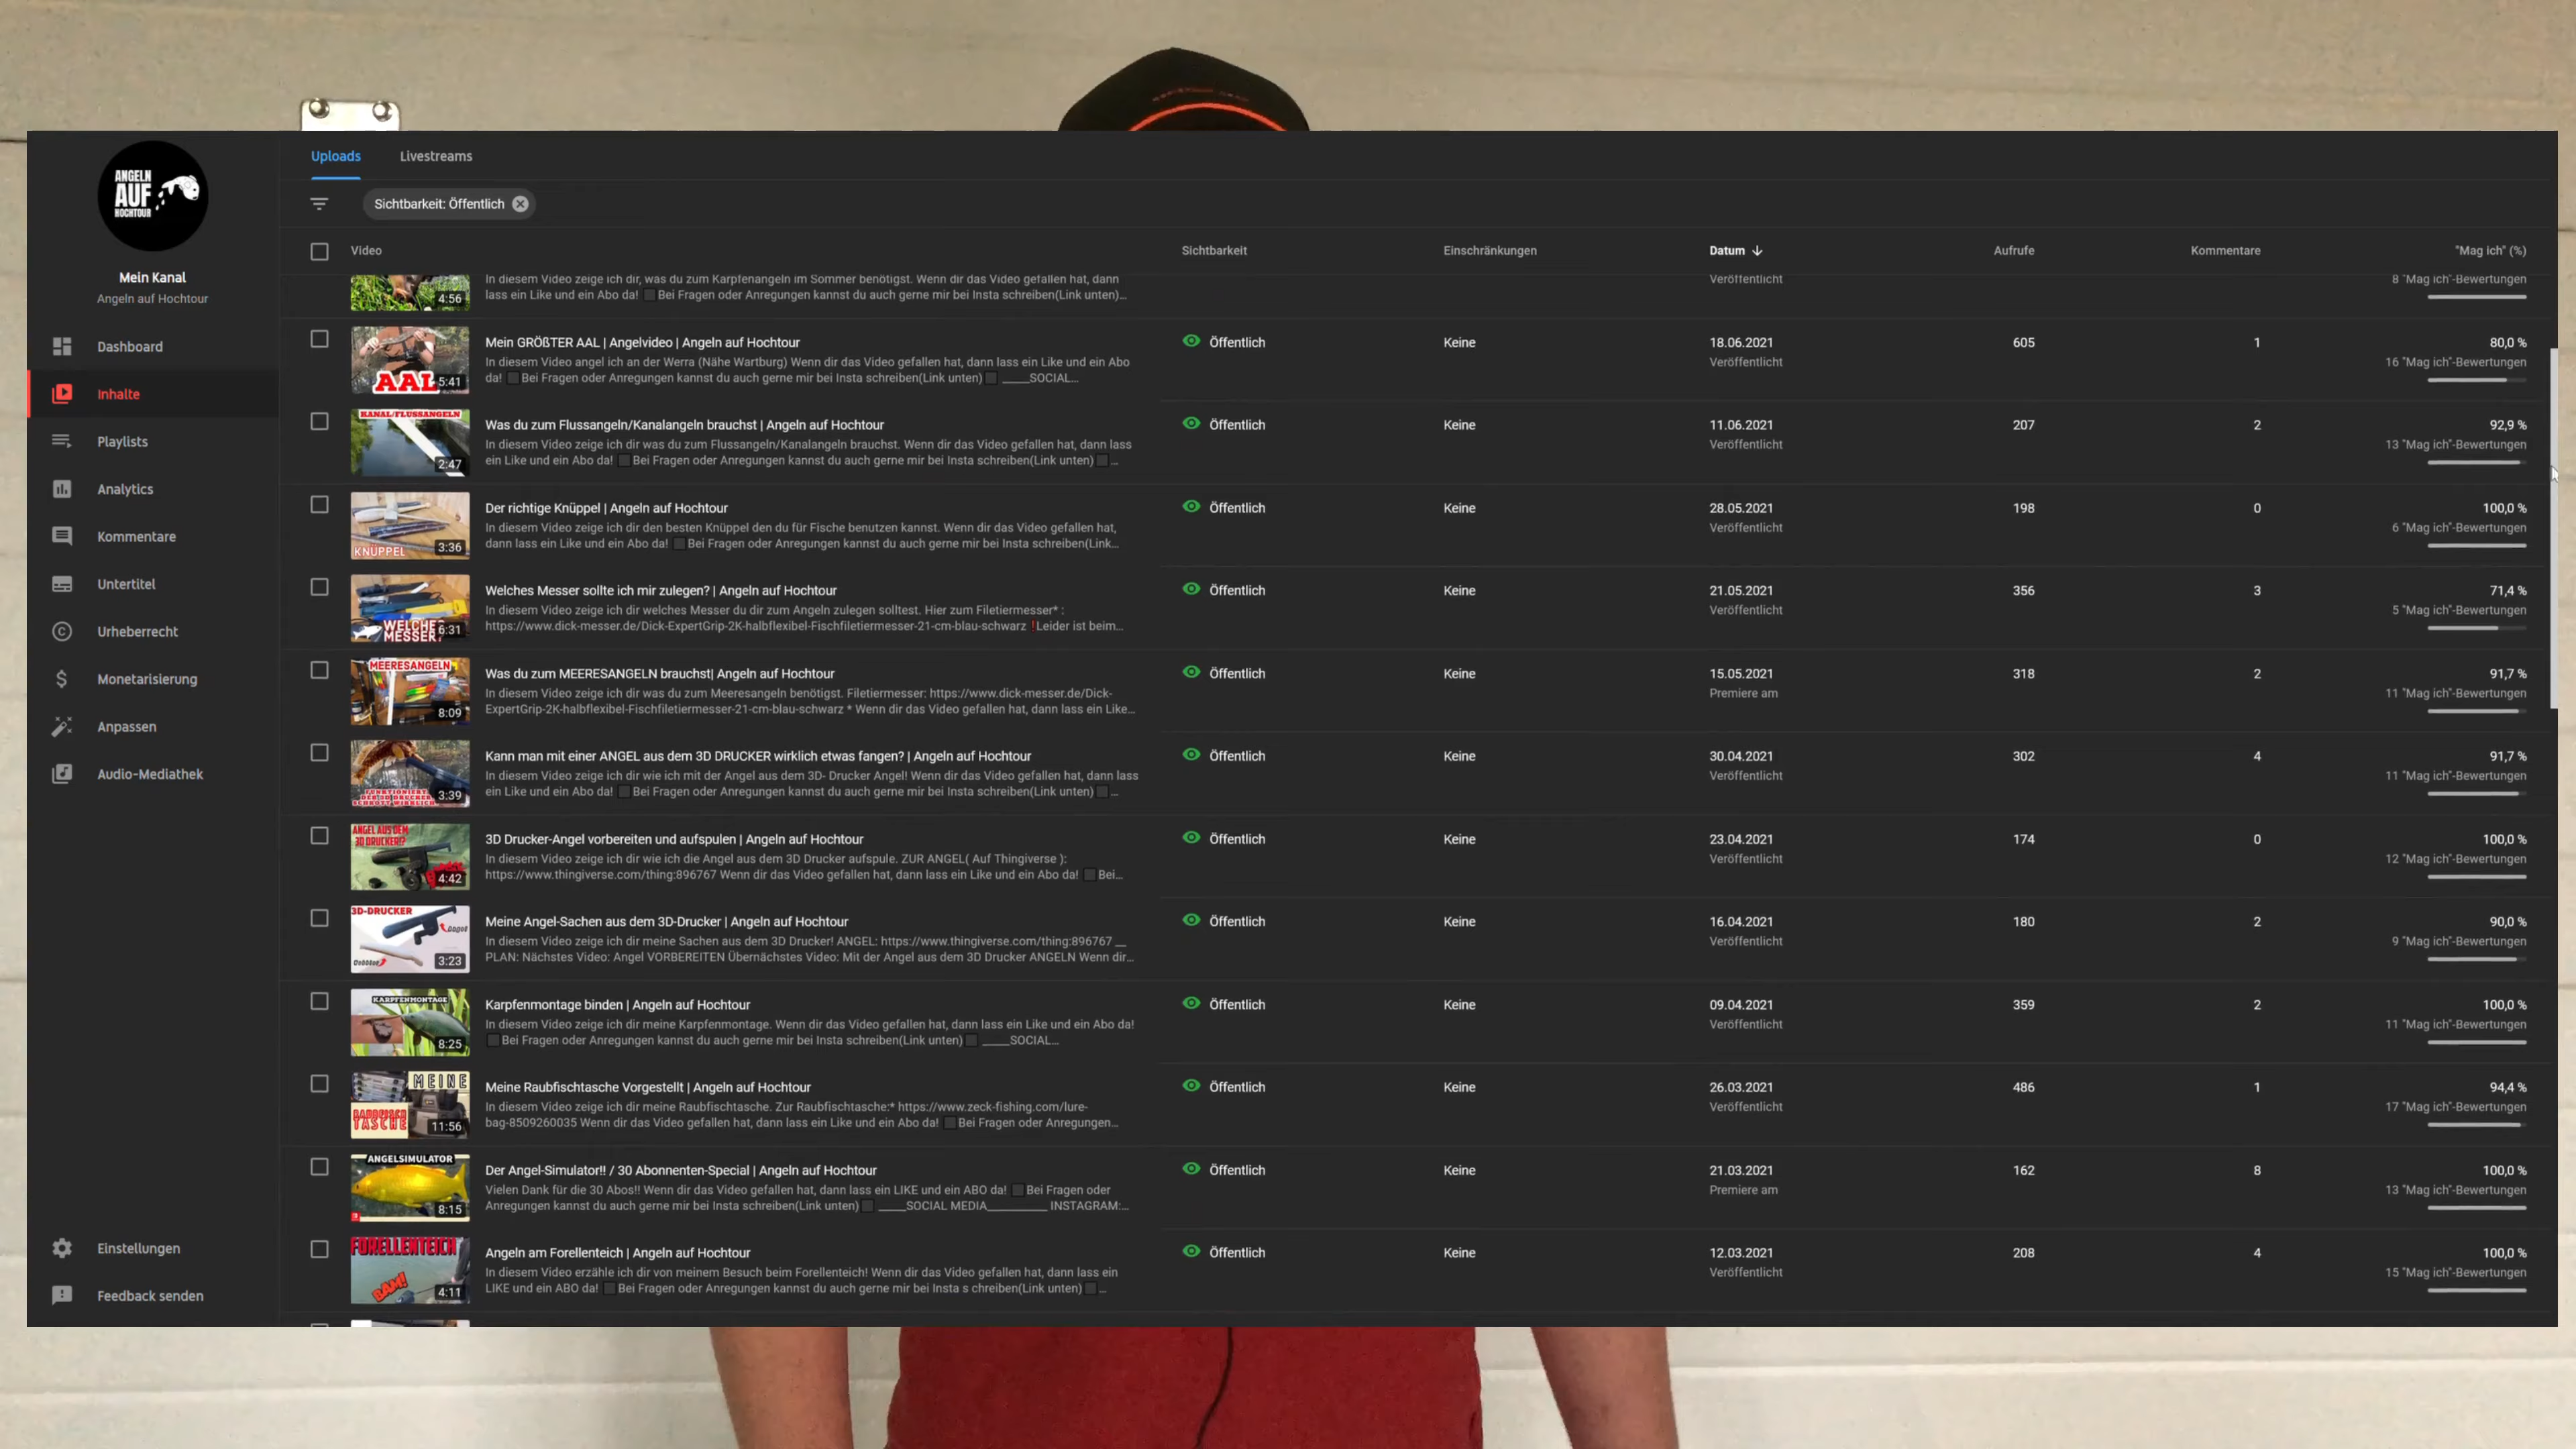 ANGELN
AUF
HOCHTOUR
Mein Kanal
Angeln auf Hochtour
Dashboard
Inhalte
Playlists
Analytics
Kommentare
Untertitel
Urheberrecht
Monetarisierung
Anpassen
Audio-Mediathek
Einstellungen
Feedback senden
Uploads Livestreams
Sichtbarkeit: Öffentlich
Video Sichtbarkeit Einschränkungen Datum Aufrufe Kommentare "Mag ich" (%)
4:56
In diesem Video zeige ich dir, was du zum Karpfenangeln im Sommer benötigst. Wenn dir das Video gefallen hat, dann
lass ein Like und ein Abo da! Bei Fragen oder Anregungen kannst du auch gerne mir bei Insta schreiben(Link unten)...
Veröffentlicht
8 "Mag ich"-Bewertungen
AAL 5:41
Mein GRÖßTER AAL | Angelvideo | Angeln auf Hochtour
In diesem Video angel ich an der Werra (Nähe Wartburg) Wenn dir das Video gefallen hat, dann lass ein Like und ein Abo
da! Bei Fragen oder Anregungen kannst du auch gerne mir bei Insta schreiben(Link unten) _____SOCIAL...
Öffentlich Keine 18.06.2021 605 1 80,0 %
Veröffentlicht 16 "Mag ich"-Bewertungen
KANAL/FLUSSANGELN
2:47
Was du zum Flussangeln/Kanalangeln brauchst | Angeln auf Hochtour
In diesem Video zeige ich dir was du zum Flussangeln/Kanalangeln brauchst. Wenn dir das Video gefallen hat, dann lass
ein Like und ein Abo da! Bei Fragen oder Anregungen kannst du auch gerne mir bei Insta schreiben(Link unten) ...
Öffentlich Keine 11.06.2021 207 2 92,9 %
Veröffentlicht 13 "Mag ich"-Bewertungen
KNÜPPEL 3:36
Der richtige Knüppel | Angeln auf Hochtour
In diesem Video zeige ich dir den besten Knüppel den du für Fische benutzen kannst. Wenn dir das Video gefallen hat,
dann lass ein Like und ein Abo da! Bei Fragen oder Anregungen kannst du auch gerne mir bei Insta schreiben(Link...
Öffentlich Keine 28.05.2021 198 0 100,0 %
Veröffentlicht 6 "Mag ich"-Bewertungen
WELCHES
MESSER 6:31
Welches Messer sollte ich mir zulegen? | Angeln auf Hochtour
In diesem Video zeige ich dir welches Messer du dir zum Angeln zulegen solltest. Hier zum Filetiermesser* :
https://www.dick-messer.de/Dick-ExpertGrip-2K-halbflexibel-Fischfiletiermesser-21-cm-blau-schwarz ❗Leider ist beim...
Öffentlich Keine 21.05.2021 356 3 71,4 %
Veröffentlicht 5 "Mag ich"-Bewertungen
MEERESANGELN
8:09
Was du zum MEERESANGELN brauchst| Angeln auf Hochtour
In diesem Video zeige ich dir was du zum Meeresangeln benötigst. Filetiermesser: https://www.dick-messer.de/Dick-
ExpertGrip-2K-halbflexibel-Fischfiletiermesser-21-cm-blau-schwarz * Wenn dir das Video gefallen hat, dann lass ein Like...
Öffentlich Keine 15.05.2021 318 2 91,7 %
Premiere am 11 "Mag ich"-Bewertungen
FUNKTIONIERT
DER 3D DRUCKER
SCHROTT WIRKLICH 3:39
Kann man mit einer ANGEL aus dem 3D DRUCKER wirklich etwas fangen? | Angeln auf Hochtour
In diesem Video zeige ich dir wie ich mit der Angel aus dem 3D- Drucker Angel! Wenn dir das Video gefallen hat, dann lass
ein Like und ein Abo da! Bei Fragen oder Anregungen kannst du auch gerne mir bei Insta schreiben(Link unten) ...
Öffentlich Keine 30.04.2021 302 4 91,7 %
Veröffentlicht 11 "Mag ich"-Bewertungen
ANGEL AUS DEM
3D DRUCKER!?
4:42
3D Drucker-Angel vorbereiten und aufspulen | Angeln auf Hochtour
In diesem Video zeige ich dir wie ich die Angel aus dem 3D Drucker aufspule. ZUR ANGEL( Auf Thingiverse ):
https://www.thingiverse.com/thing:896767 Wenn dir das Video gefallen hat, dann lass ein Like und ein Abo da! Bei...
Öffentlich Keine 23.04.2021 174 0 100,0 %
Veröffentlicht 12 "Mag ich"-Bewertungen
3D-DRUCKER
3:23
Meine Angel-Sachen aus dem 3D-Drucker | Angeln auf Hochtour
In diesem Video zeige ich dir meine Sachen aus dem 3D Drucker! ANGEL: https://www.thingiverse.com/thing:896767 __
PLAN: Nächstes Video: Angel VORBEREITEN Übernächstes Video: Mit der Angel aus dem 3D Drucker ANGELN Wenn dir...
Öffentlich Keine 16.04.2021 180 2 90,0 %
Veröffentlicht 9 "Mag ich"-Bewertungen
KARPFENMONTAGE
8:25
Karpfenmontage binden | Angeln auf Hochtour
In diesem Video zeige ich dir meine Karpfenmontage. Wenn dir das Video gefallen hat, dann lass ein Like und ein Abo da!
Bei Fragen oder Anregungen kannst du auch gerne mir bei Insta schreiben(Link unten) _____SOCIAL...
Öffentlich Keine 09.04.2021 359 2 100,0 %
Veröffentlicht 11 "Mag ich"-Bewertungen
MEINE
TASCHE 11:56
Meine Raubfischtasche Vorgestellt | Angeln auf Hochtour
In diesem Video zeige ich dir meine Raubfischtasche. Zur Raubfischtasche:* https://www.zeck-fishing.com/lure-
bag-8509260035 Wenn dir das Video gefallen hat, dann lass ein Like und ein Abo da! Bei Fragen oder Anregungen...
Öffentlich Keine 26.03.2021 486 1 94,4 %
Veröffentlicht 17 "Mag ich"-Bewertungen
ANGELSIMULATOR
8:15
Der Angel-Simulator!! / 30 Abonnenten-Special | Angeln auf Hochtour
Vielen Dank für die 30 Abos!! Wenn dir das Video gefallen hat, dann lass ein LIKE und ein ABO da! Bei Fragen oder
Anregungen kannst du auch gerne mir bei Insta schreiben(Link unten) _____SOCIAL MEDIA___________ INSTAGRAM:...
Öffentlich Keine 21.03.2021 162 8 100,0 %
Premiere am 13 "Mag ich"-Bewertungen
FORELLENTEICH
BAM! 4:11
Angeln am Forellenteich | Angeln auf Hochtour
In diesem Video erzähle ich dir von meinem Besuch beim Forellenteich! Wenn dir das Video gefallen hat, dann lass ein
LIKE und ein ABO da! Bei Fragen oder Anregungen kannst du auch gerne mir bei Insta s chreiben(Link unten) ...
Öffentlich Keine 12.03.2021 208 4 100,0 %
Veröffentlicht 15 "Mag ich"-Bewertungen